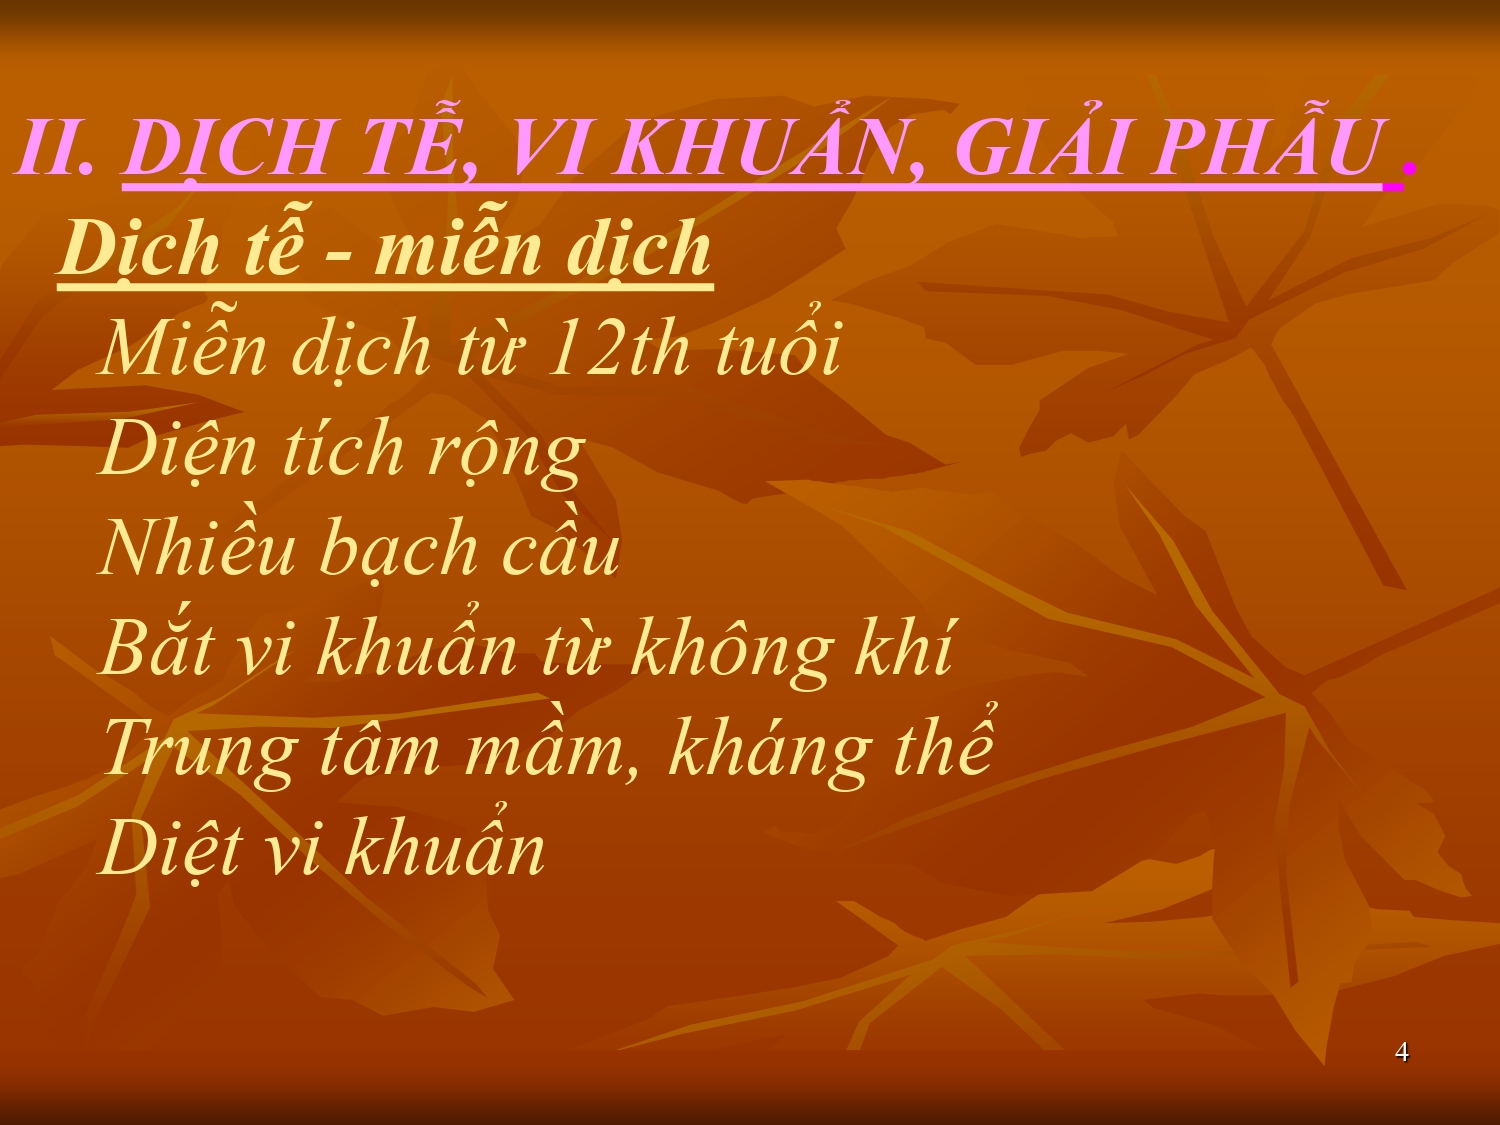 II. DỊCH TỄ, VI KHUẨN, GIẢI PHẪU .
Dịch tễ - miễn dịch
Miễn dịch từ 12th tuổi
Diện tích rộng
Nhiều bạch cầu
Bắt vi khuẩn từ không khí
Trung tâm mầm, kháng thể
Diệt vi khuẩn
4